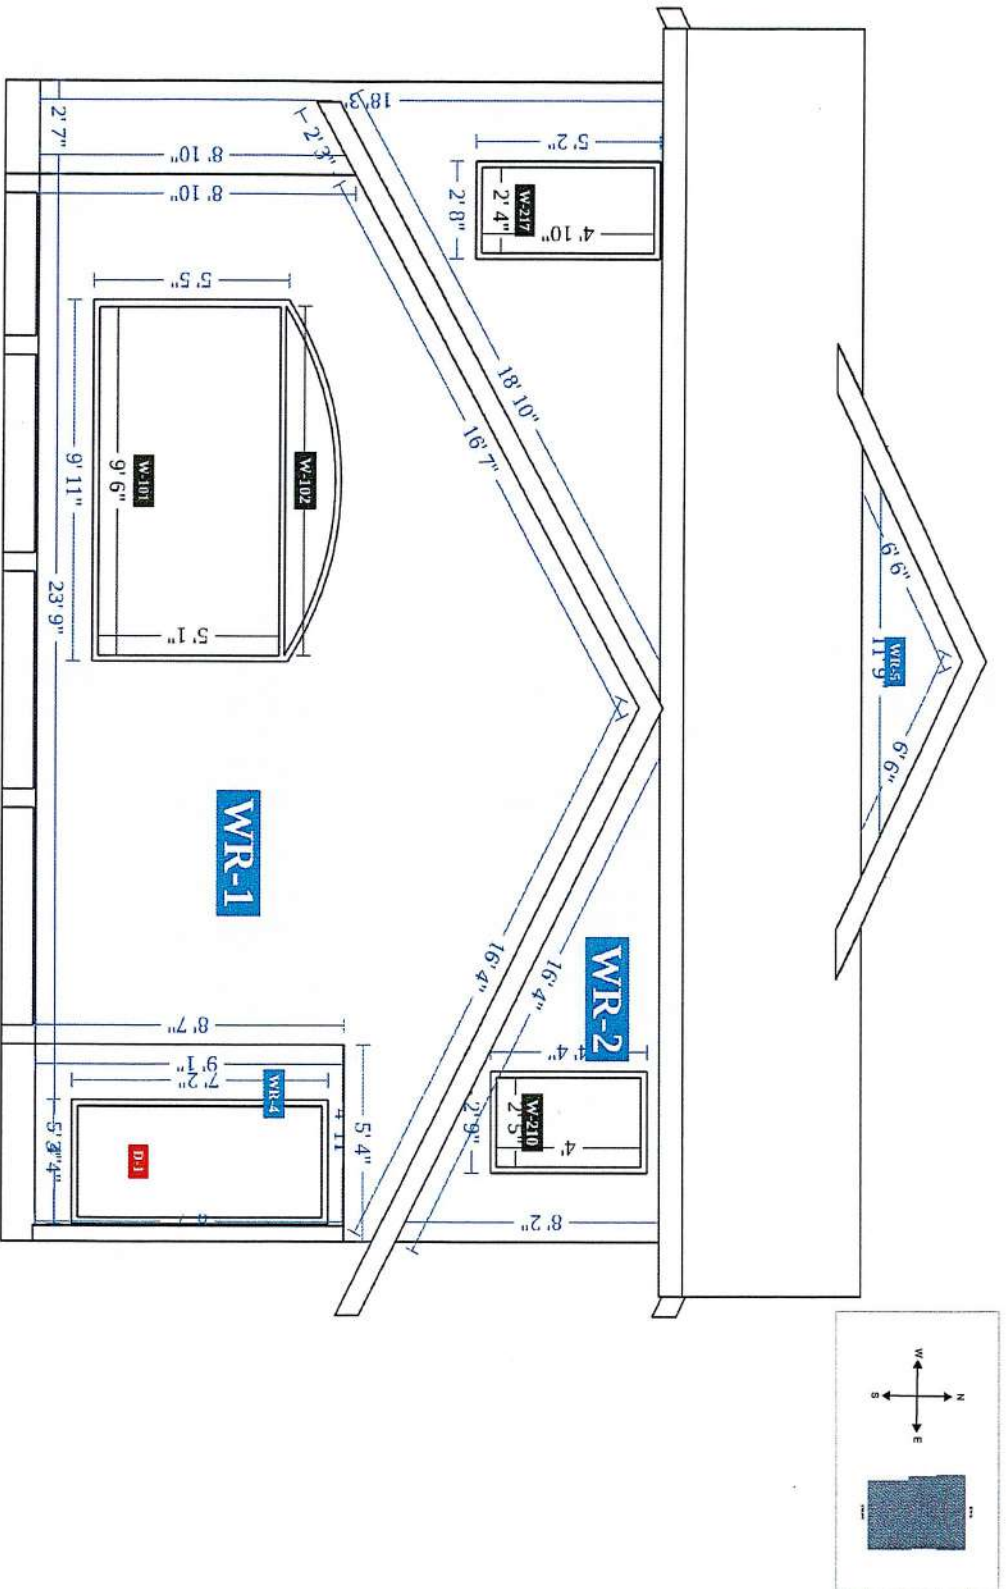 WR-5
6' 9"
11' 9"
6' 6"
5' 2"
W-217
4' 10"
2' 4"
2' 8"
18' 3"
18' 10"
2' 3"
16' 7"
WR-2
16' 4"
16' 4"
4' 4"
W-210
4'
2' 5"
2' 9"
8' 2"
8' 10"
8' 10"
W-102
5' 5"
5' 1"
W-101
9' 6"
9' 11"
WR-1
8' 7"
9' 1"
7' 2"
WR-4
4' 11
5' 4"
D-1
2' 7"
23' 9"
N
W
E
S